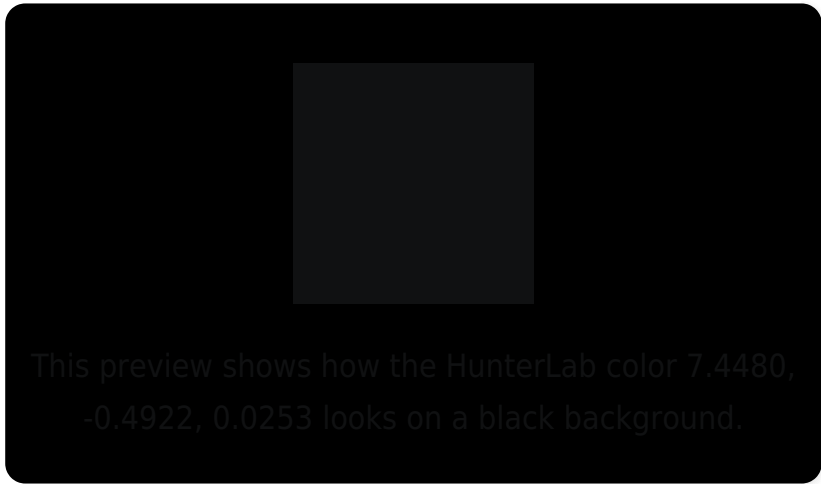 This preview shows how the HunterLab color 7.4480,
-0.4922, 0.0253 looks on a black background.